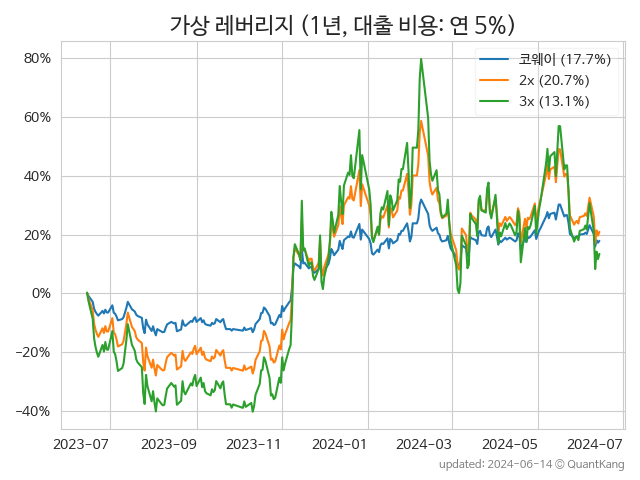 가상 레버리지 (1년, 대출 비용: 연 5%)
80%
60%
40%
20%
0%
−20%
−40%
코웨이 (17.7%)
2x (20.7%)
3x (13.1%)
2023-07
2023-09
2023-11
2024-01
2024-03
2024-05
2024-07
updated: 2024-06-14 © QuantKang